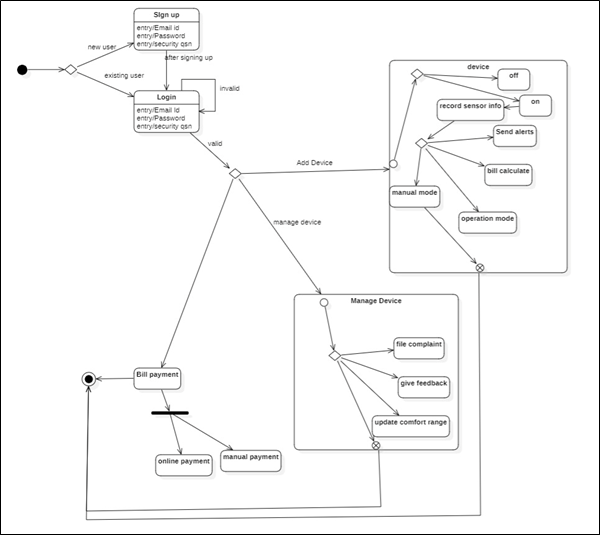 SIgn up
entry/Email id
entry/Password
entry/security qsn
new user
after signing up
existing user
Login
entry/Email Id
entry/Password
entry/security qsn
invalid
valid
Add Device
manage device
device
off
on
record sensor info
Send alerts
bill calculate
manual mode
operation mode
Manage Device
file complaint
give feedback
update comfort range
Bill payment
online payment
manual payment